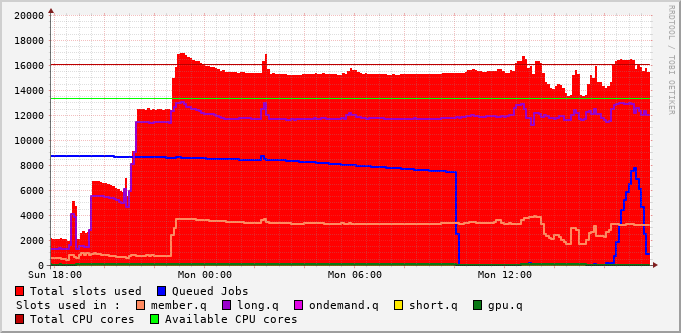 20000
18000
16000
14000
12000
10000
8000
6000
4000
2000
0
Sun 18:00 Mon 00:00 Mon 06:00 Mon 12:00
Total slots used Queued Jobs
Slots used in : member.q long.q ondemand.q short.q gpu.q
Total CPU cores Available CPU cores
RRDTOOL / TOBI OETIKER